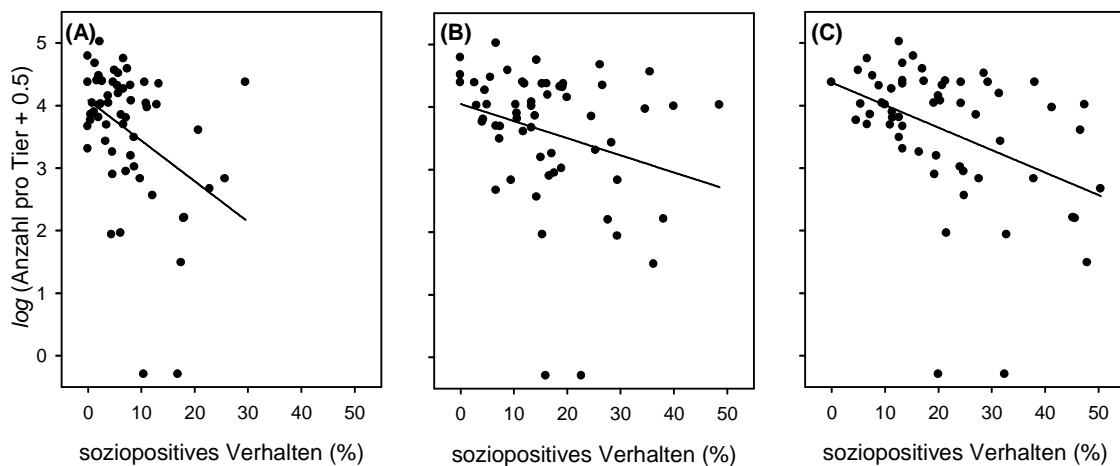 (A) (B) (C)
log (Anzahl pro Tier + 0.5)
5
4
3
2
1
0
0 10 20 30 40 50
0 10 20 30 40 50
0 10 20 30 40 50
soziopositives Verhalten (%)
soziopositives Verhalten (%)
soziopositives Verhalten (%)